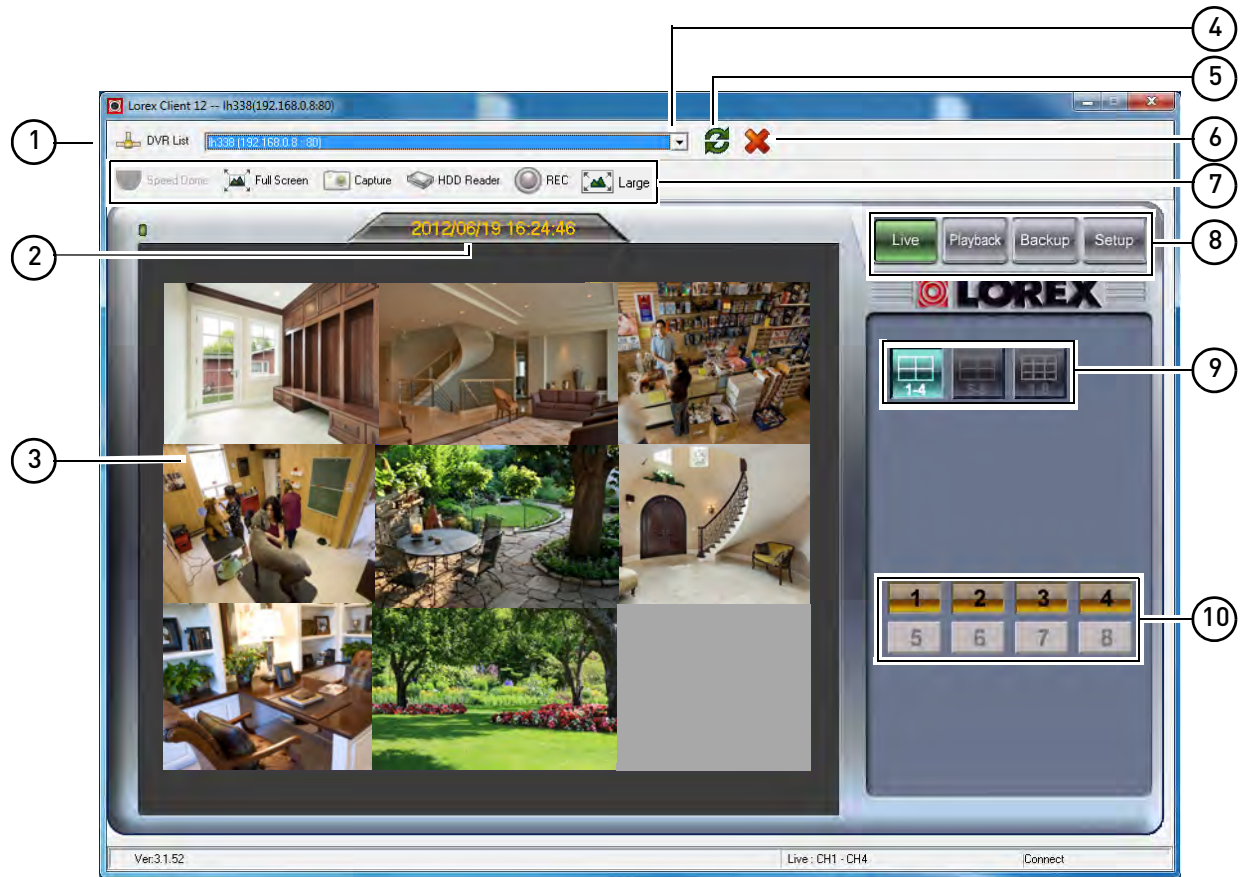 4
5
Lorex Client 12 -- lh338(192.168.0.8:80)
1
DVR List
lh338 (192.168.0.8 : 80)
6
Speed Dome
Full Screen
Capture
HDD Reader
REC
Large
7
2012/06/19 16:24:46
2
Live
Playback
Backup
Setup
8
LOREX
1-4
9
3
1
2
3
4
5
6
7
8
10
Ver:3.1.52
Live : CH1 - CH4
Connect